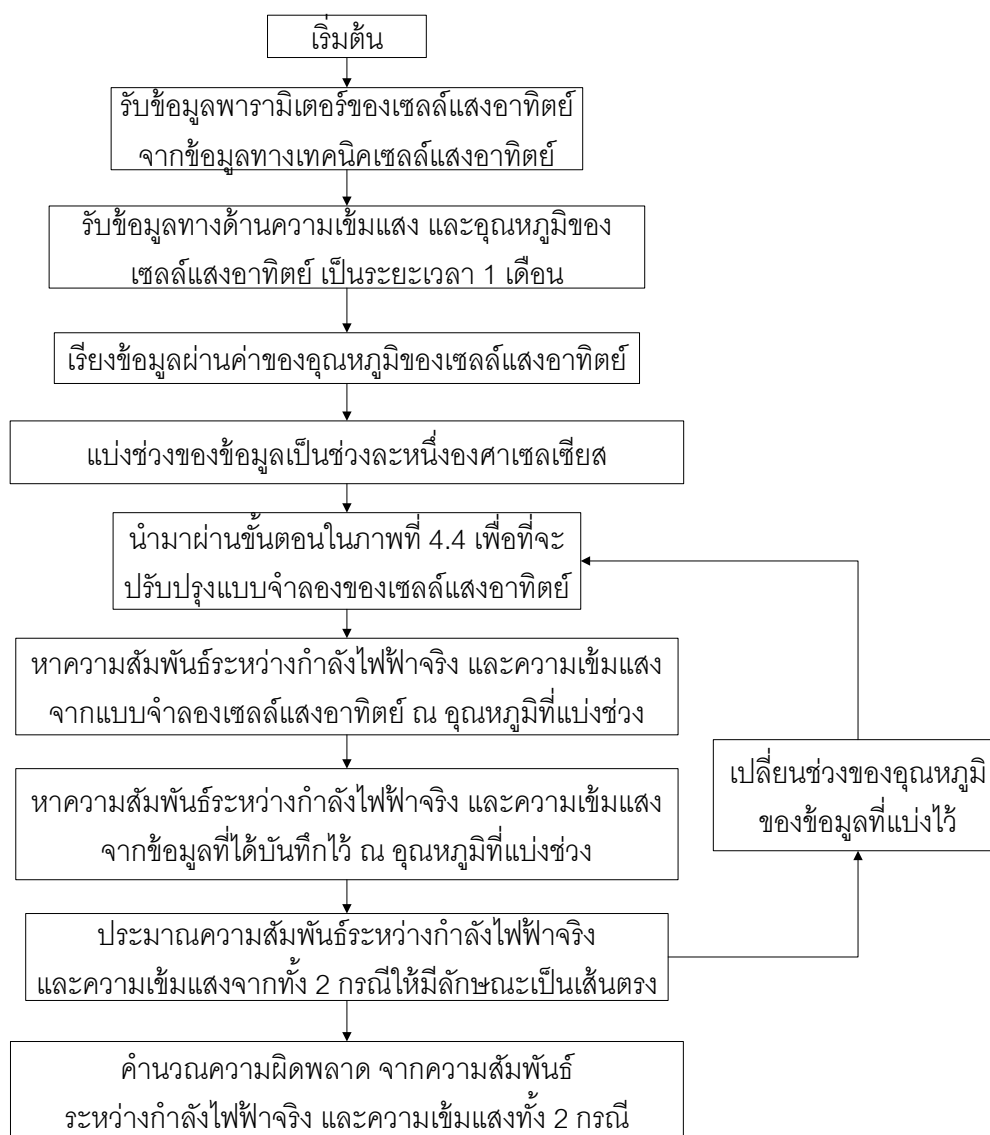 เริ่มต้น
รับข้อมูลพารามิเตอร์ของเซลล์แสงอาทิตย์
จากข้อมูลทางเทคนิคเซลล์แสงอาทิตย์
รับข้อมูลทางด้านความเข้มแสง และอุณหภูมิของ
เซลล์แสงอาทิตย์ เป็นระยะเวลา 1 เดือน
เรียงข้อมูลผ่านค่าของอุณหภูมิของเซลล์แสงอาทิตย์
แบ่งช่วงของข้อมูลเป็นช่วงละหนึ่งองศาเซลเซียส
นำมาผ่านขั้นตอนในภาพที่ 4.4 เพื่อที่จะ
ปรับปรุงแบบจำลองของเซลล์แสงอาทิตย์
หาความสัมพันธ์ระหว่างกำลังไฟฟ้าจริง และความเข้มแสง
จากแบบจำลองเซลล์แสงอาทิตย์ ณ อุณหภูมิที่แบ่งช่วง
หาความสัมพันธ์ระหว่างกำลังไฟฟ้าจริง และความเข้มแสง
จากข้อมูลที่ได้บันทึกไว้ ณ อุณหภูมิที่แบ่งช่วง
เปลี่ยนช่วงของอุณหภูมิ
ของข้อมูลที่แบ่งไว้
ประมาณความสัมพันธ์ระหว่างกำลังไฟฟ้าจริง
และความเข้มแสงจากทั้ง 2 กรณีให้มีลักษณะเป็นเส้นตรง
คำนวณความผิดพลาด จากความสัมพันธ์
ระหว่างกำลังไฟฟ้าจริง และความเข้มแสงทั้ง 2 กรณี